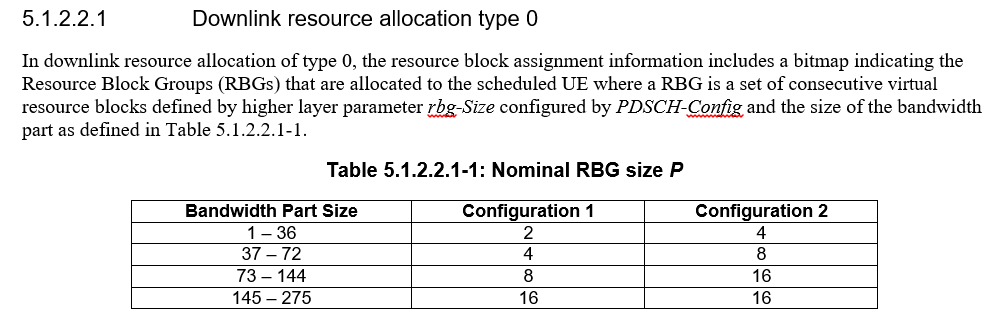 5.1.2.2.1 Downlink resource allocation type 0
In downlink resource allocation of type 0, the resource block assignment information includes a bitmap indicating the
Resource Block Groups (RBGs) that are allocated to the scheduled UE where a RBG is a set of consecutive virtual
resource blocks defined by higher layer parameter rbg-Size configured by PDSCH-Config and the size of the bandwidth
part as defined in Table 5.1.2.2.1-1.
Table 5.1.2.2.1-1: Nominal RBG size P
Bandwidth Part Size Configuration 1 Configuration 2
1 – 36 2 4
37 – 72 4 8
73 – 144 8 16
145 – 275 16 16